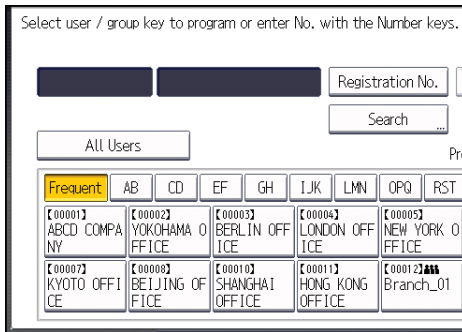 Select user / group key to program or enter No. with the Number keys.
Registration No.
Search ...
All Users
Pr
Frequent AB CD EF GH IJK LMN OPQ RST
【00001】 【00002】 【00003】 【00004】 【00005】
ABCD COMPA YOKOHAMA O BERLIN OFF LONDON OFF NEW YORK O
NY FFICE ICE ICE FFICE
【00007】 【00008】 【00010】 【00011】 【00012】
KYOTO OFFI BEIJING OF SHANGHAI HONG KONG Branch_01
CE FICE OFFICE OFFICE